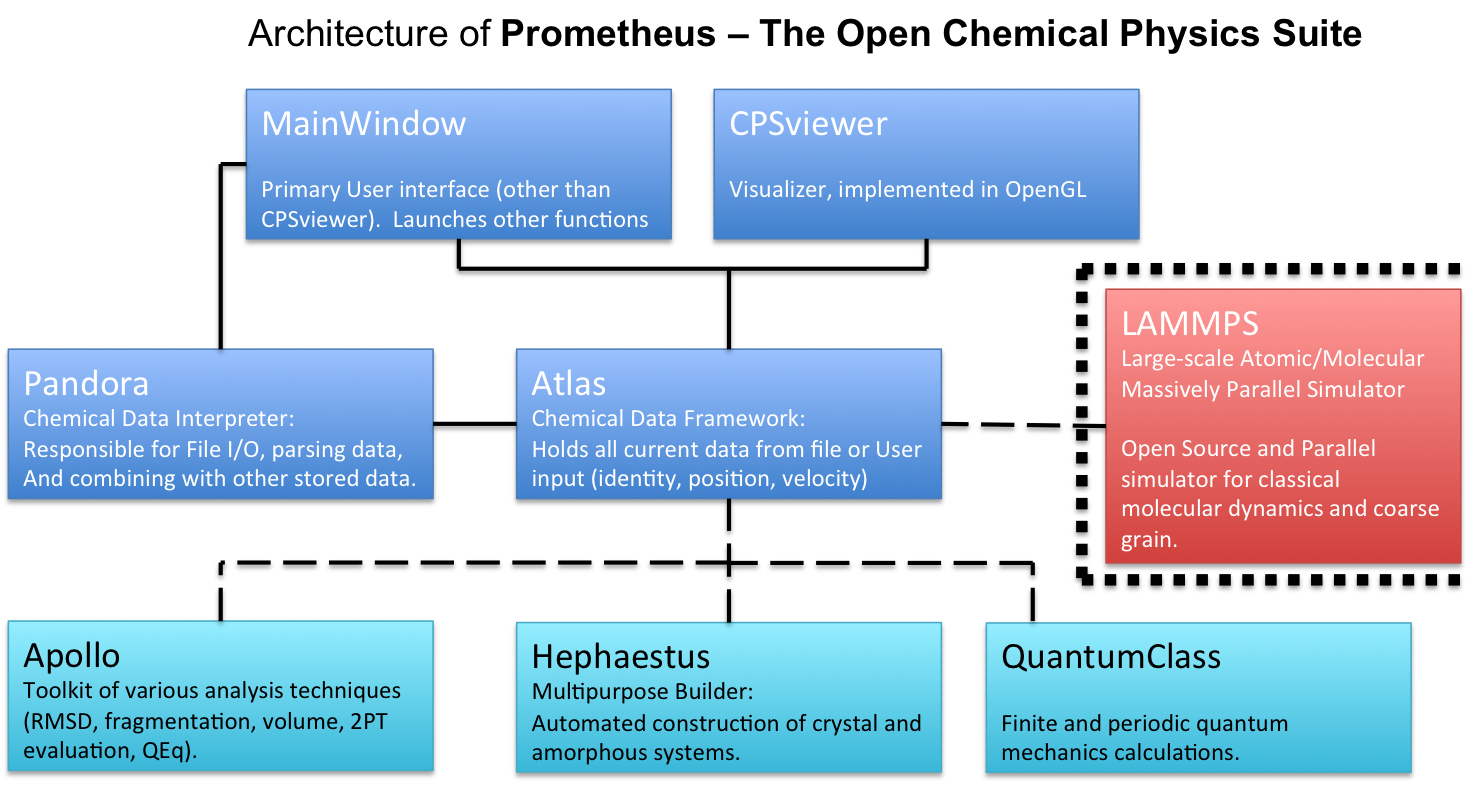 Architecture of Prometheus – The Open Chemical Physics Suite
MainWindow
Primary User interface (other than
CPSviewer).  Launches other functions
CPSviewer
Visualizer, implemented in OpenGL
Pandora
Chemical Data Interpreter:
Responsible for File I/O, parsing data,
And combining with other stored data.
Atlas
Chemical Data Framework:
Holds all current data from file or User
input (identity, position, velocity)
LAMMPS
Large-scale Atomic/Molecular
Massively Parallel Simulator
Open Source and Parallel
simulator for classical
molecular dynamics and coarse
grain.
Apollo
Toolkit of various analysis techniques
(RMSD, fragmentation, volume, 2PT
evaluation, QEq).
Hephaestus
Multipurpose Builder:
Automated construction of crystal and
amorphous systems.
QuantumClass
Finite and periodic quantum
mechanics calculations.